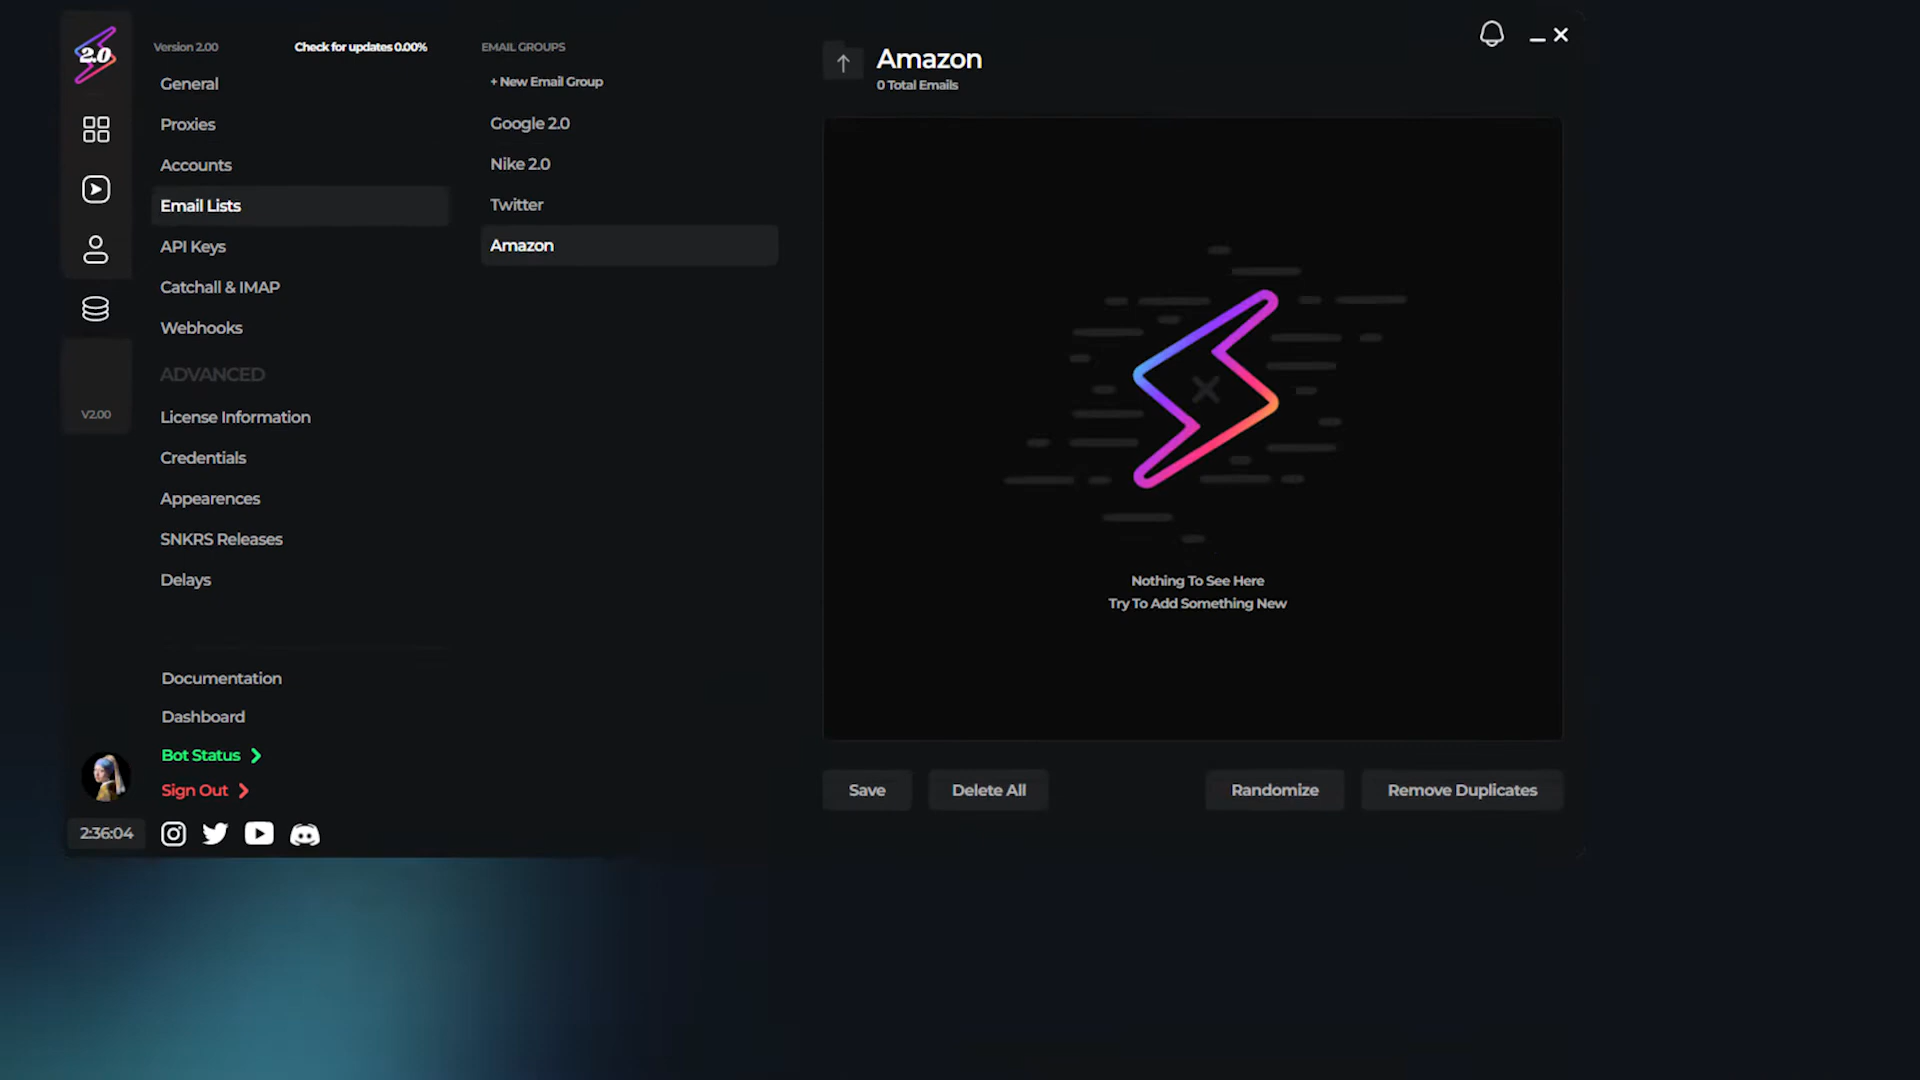 2.0
Version 2.00
Check for updates 0.00%
General
Proxies
Accounts
Email Lists
API Keys
Catchall & IMAP
Webhooks
ADVANCED
License Information
Credentials
Appearences
SNKRS Releases
Delays
Documentation
Dashboard
Bot Status
Sign Out
V2.00
2:36:04
EMAIL GROUPS
+ New Email Group
Google 2.0
Nike 2.0
Twitter
Amazon
Amazon
0 Total Emails
Nothing To See Here
Try To Add Something New
Save
Delete All
Randomize
Remove Duplicates